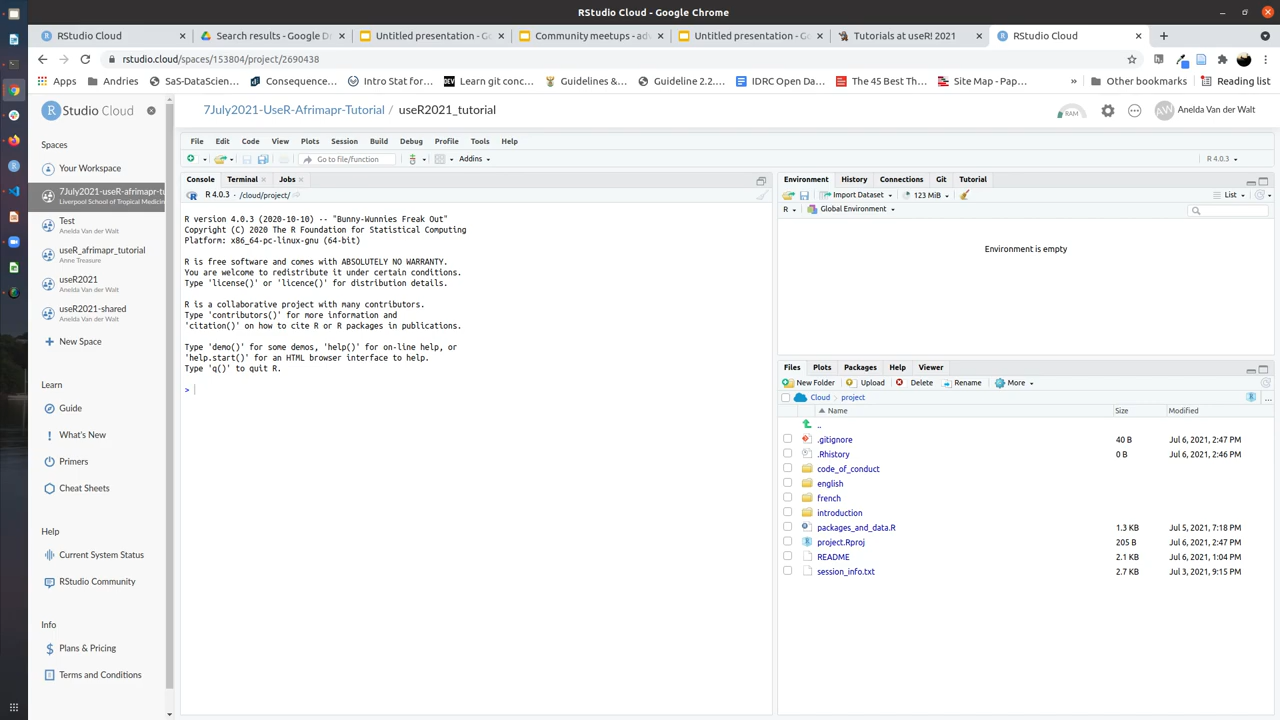 RStudio Cloud - Google Chrome
RStudio Cloud
Search results - Google D
Untitled presentation - G
Community meetups - adv
Untitled presentation - G
Tutorials at useR! 2021
RStudio Cloud
rstudio.cloud/spaces/153804/project/2690438
Apps
Andries
SaS-DataScien...
Consequence...
Intro Stat for...
Learn git conc...
Guidelines &...
Guideline 2.2....
IDRC Open Da...
The 45 Best Th...
Site Map - Pap...
»
Other bookmarks
Reading list
R Studio Cloud
7July2021-UseR-Afrimapr-Tutorial / useR2021_tutorial
RAM
AW Anelda Van der Walt
Spaces
Your Workspace
7July2021-useR-afrimapr-tu
Liverpool School of Tropical Medicin
Test
Anelda Van der Walt
useR_afrimapr_tutorial
Anne Treasure
useR2021
Anelda Van der Walt
useR2021-shared
Anelda Van der Walt
New Space
Learn
Guide
What's New
Primers
Cheat Sheets
Help
Current System Status
RStudio Community
Info
Plans & Pricing
Terms and Conditions
File Edit Code View Plots Session Build Debug Profile Tools Help
Go to file/function
Addins
R 4.0.3
Console Terminal Jobs
R 4.0.3 · /cloud/project/
R version 4.0.3 (2020-10-10) -- "Bunny-Wunnies Freak Out"
Copyright (C) 2020 The R Foundation for Statistical Computing
Platform: x86_64-pc-linux-gnu (64-bit)
R is free software and comes with ABSOLUTELY NO WARRANTY.
You are welcome to redistribute it under certain conditions.
Type 'license()' or 'licence()' for distribution details.
R is a collaborative project with many contributors.
Type 'contributors()' for more information and
'citation()' on how to cite R or R packages in publications.
Type 'demo()' for some demos, 'help()' for on-line help, or
'help.start()' for an HTML browser interface to help.
Type 'q()' to quit R.
>
Environment History Connections Git Tutorial
Import Dataset
123 MiB
List
R
Global Environment
Environment is empty
Files Plots Packages Help Viewer
New Folder Upload Delete Rename More
Cloud › project
...
Name Size Modified
..
.gitignore 40 B Jul 6, 2021, 2:47 PM
.Rhistory 0 B Jul 6, 2021, 2:46 PM
code_of_conduct
english
french
introduction
packages_and_data.R 1.3 KB Jul 5, 2021, 7:18 PM
project.Rproj 205 B Jul 6, 2021, 2:47 PM
README 2.1 KB Jul 6, 2021, 1:04 PM
session_info.txt 2.7 KB Jul 3, 2021, 9:15 PM